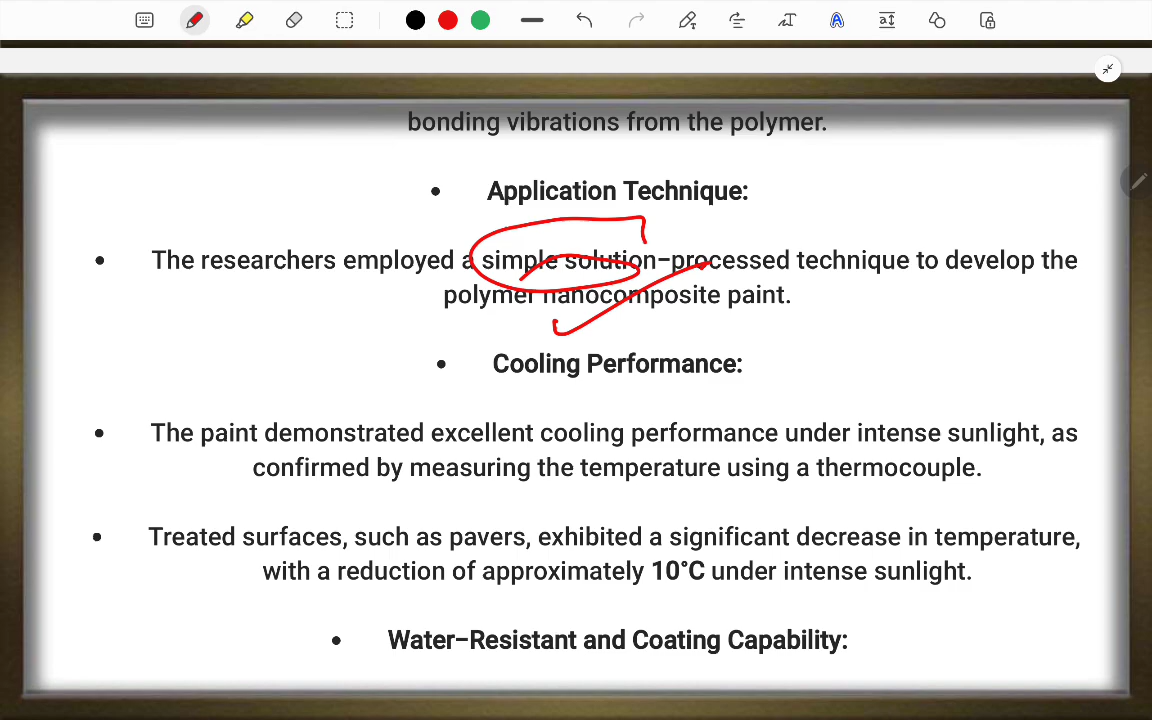 bonding vibrations from the polymer.
• Application Technique:
• The researchers employed a simple solution-processed technique to develop the
polymer nanocomposite paint.
• Cooling Performance:
• The paint demonstrated excellent cooling performance under intense sunlight, as
confirmed by measuring the temperature using a thermocouple.
• Treated surfaces, such as pavers, exhibited a significant decrease in temperature,
with a reduction of approximately 10°C under intense sunlight.
• Water-Resistant and Coating Capability: